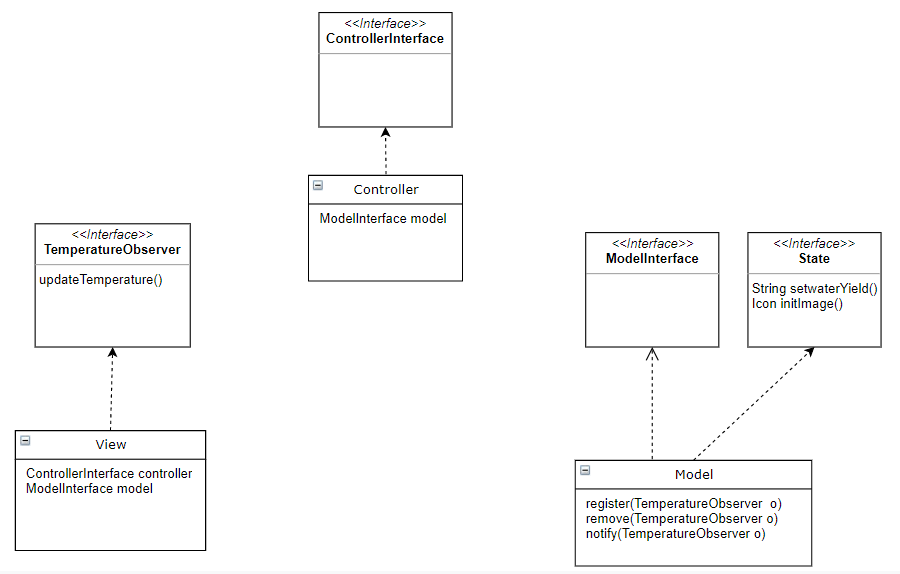 <<Interface>>
ControllerInterface
Controller
ModelInterface model
<<Interface>>
TemperatureObserver
updateTemperature()
<<Interface>>
ModelInterface
<<Interface>>
State
String setwaterYield()
Icon initImage()
View
ControllerInterface controller
ModelInterface model
Model
register(TemperatureObserver  o)
remove(TemperatureObserver o)
notify(TemperatureObserver o)